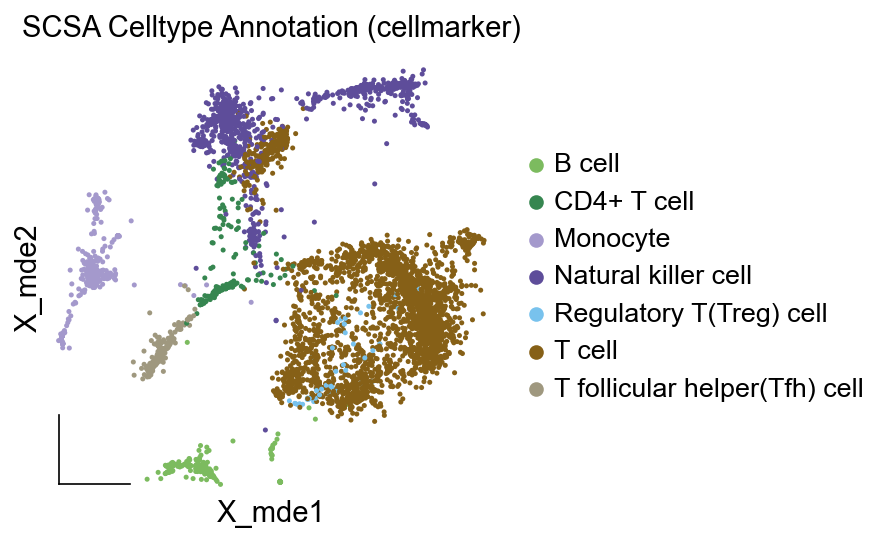 SCSA Celltype Annotation (cellmarker)
B cell
CD4+ T cell
Monocyte
Natural killer cell
Regulatory T(Treg) cell
T cell
T follicular helper(Tfh) cell
X_mde2
X_mde1